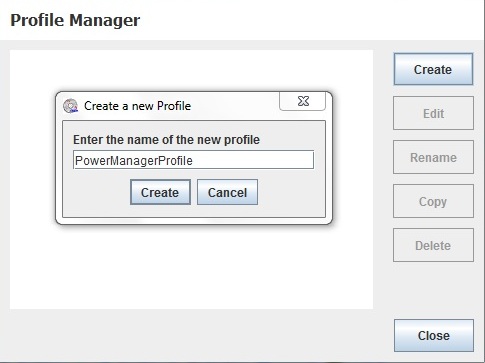 Profile Manager
Create
Create a new Profile
Edit
Enter the name of the new profile
PowerManagerProfile
Rename
Create
Cancel
Copy
Delete
Close